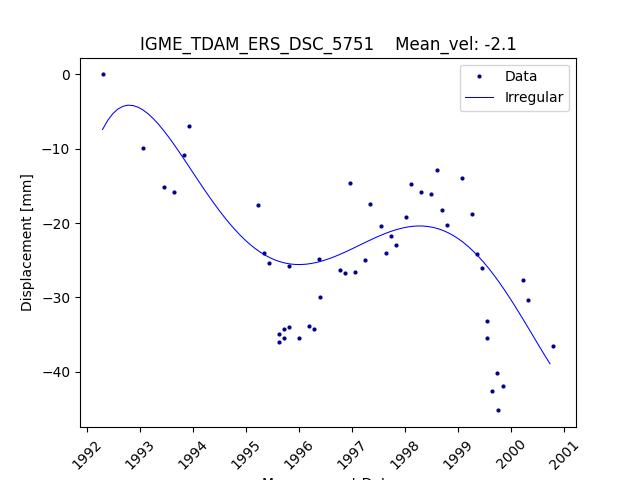 IGME_TDAM_ERS_DSC_5751    Mean_vel: -2.1
Data
Irregular
Displacement [mm]
0
−10
−20
−30
−40
1992 1993 1994 1995 1996 1997 1998 1999 2000 2001